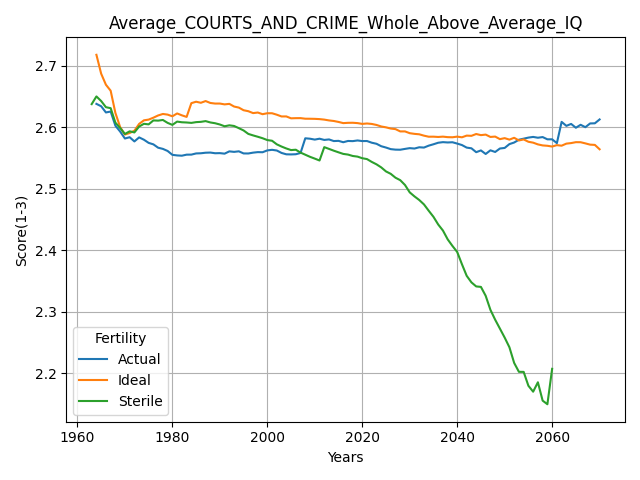 Average_COURTS_AND_CRIME_Whole_Above_Average_IQ
Score(1-3)
2.7
2.6
2.5
2.4
2.3
2.2
Fertility
Actual
Ideal
Sterile
1960 1980 2000 2020 2040 2060
Years